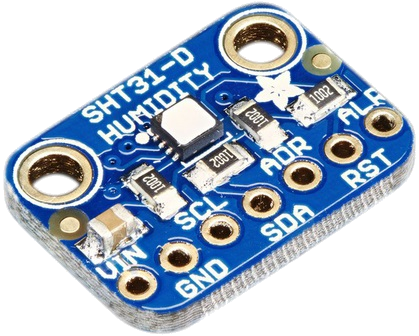 SHT31-D
HUMIDITY
1002
1002
1002
1002
VIN
GND
SCL
SDA
ADR
RST
ALR